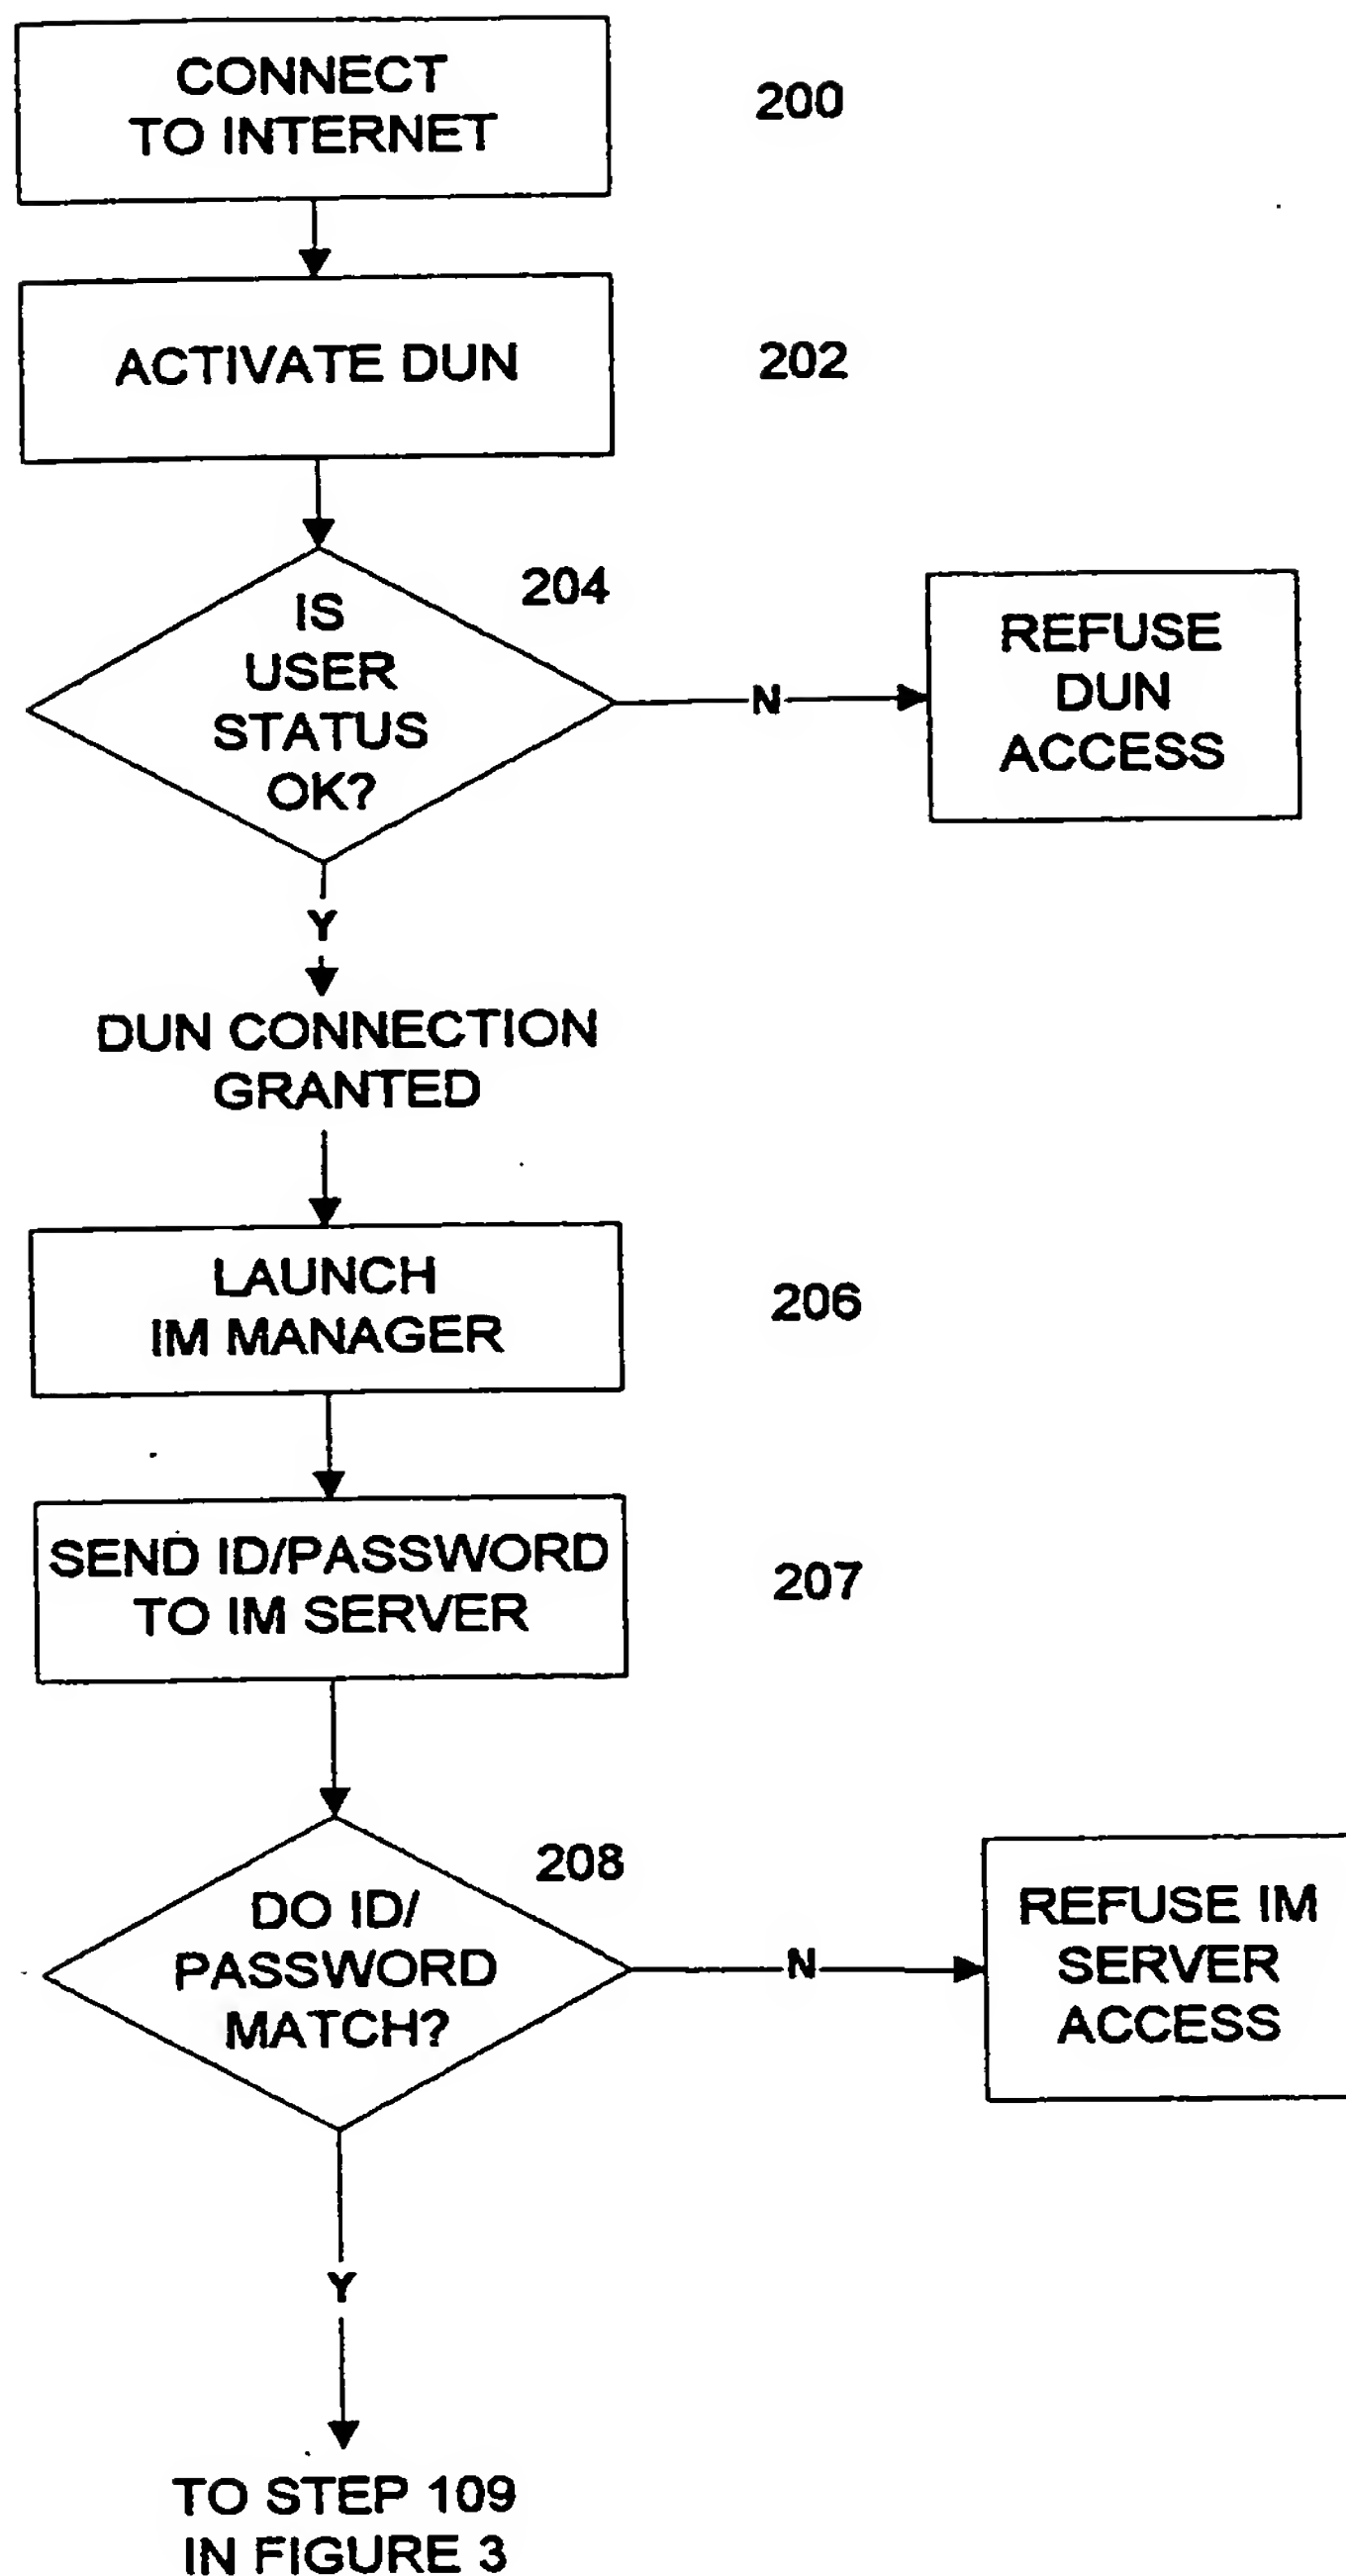 CONNECT
TO INTERNET
200
ACTIVATE DUN
202
204
IS
USER
STATUS
OK?
N
REFUSE
DUN
ACCESS
Y
DUN CONNECTION
GRANTED
LAUNCH
IM MANAGER
206
SEND ID/PASSWORD
TO IM SERVER
207
208
DO ID/
PASSWORD
MATCH?
N
REFUSE IM
SERVER
ACCESS
Y
TO STEP 109
IN FIGURE 3